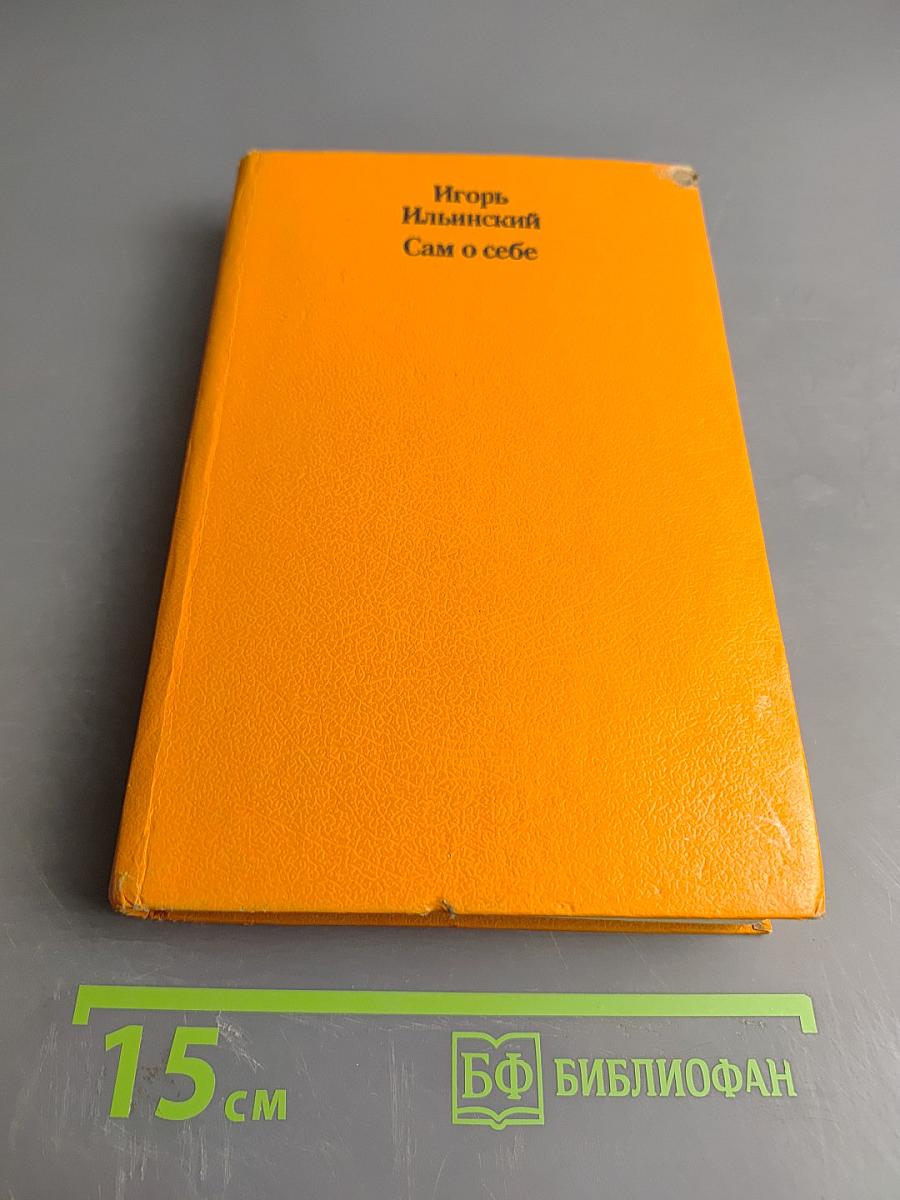 Игорь
Ильинский
Сам о себе
15 см
БФ БИБЛИОФАН